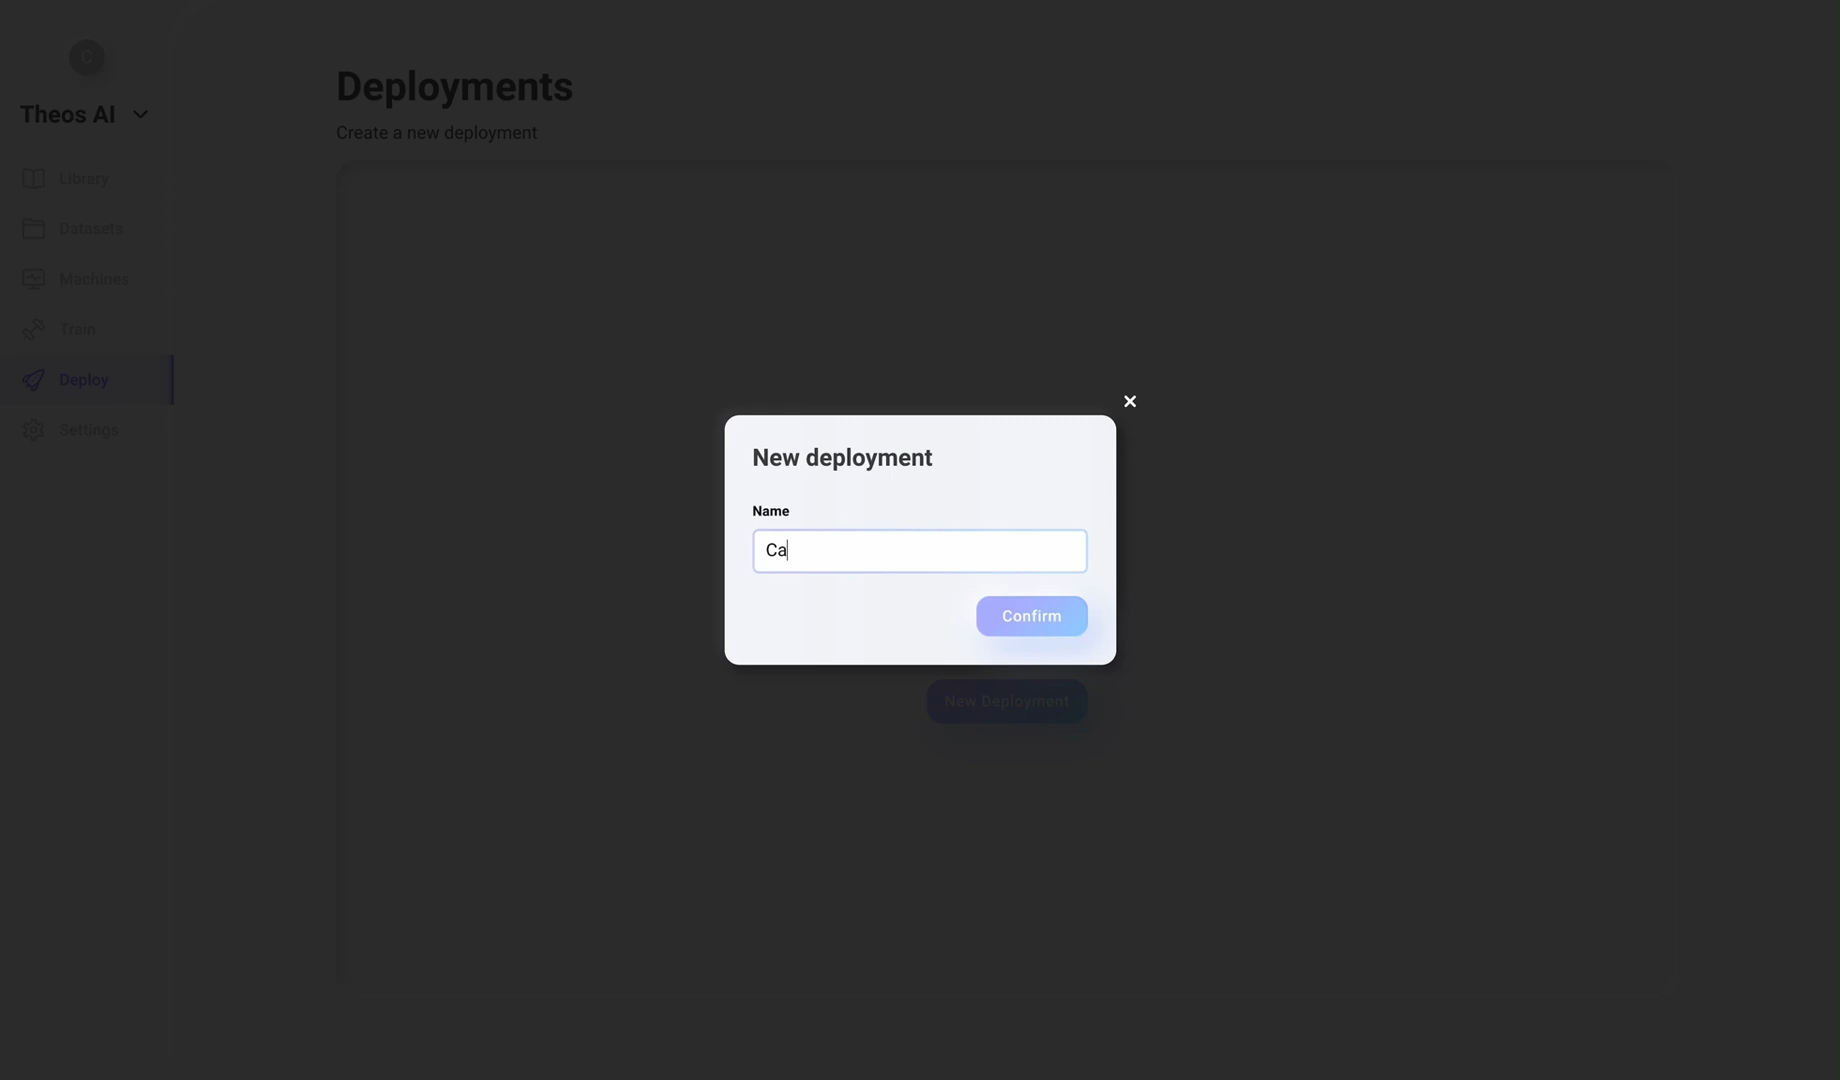 C
Theos AI
Library
Datasets
Machines
Train
Deploy
Settings
Deployments
Create a new deployment
New deployment
Name
Ca
Confirm
New Deployment